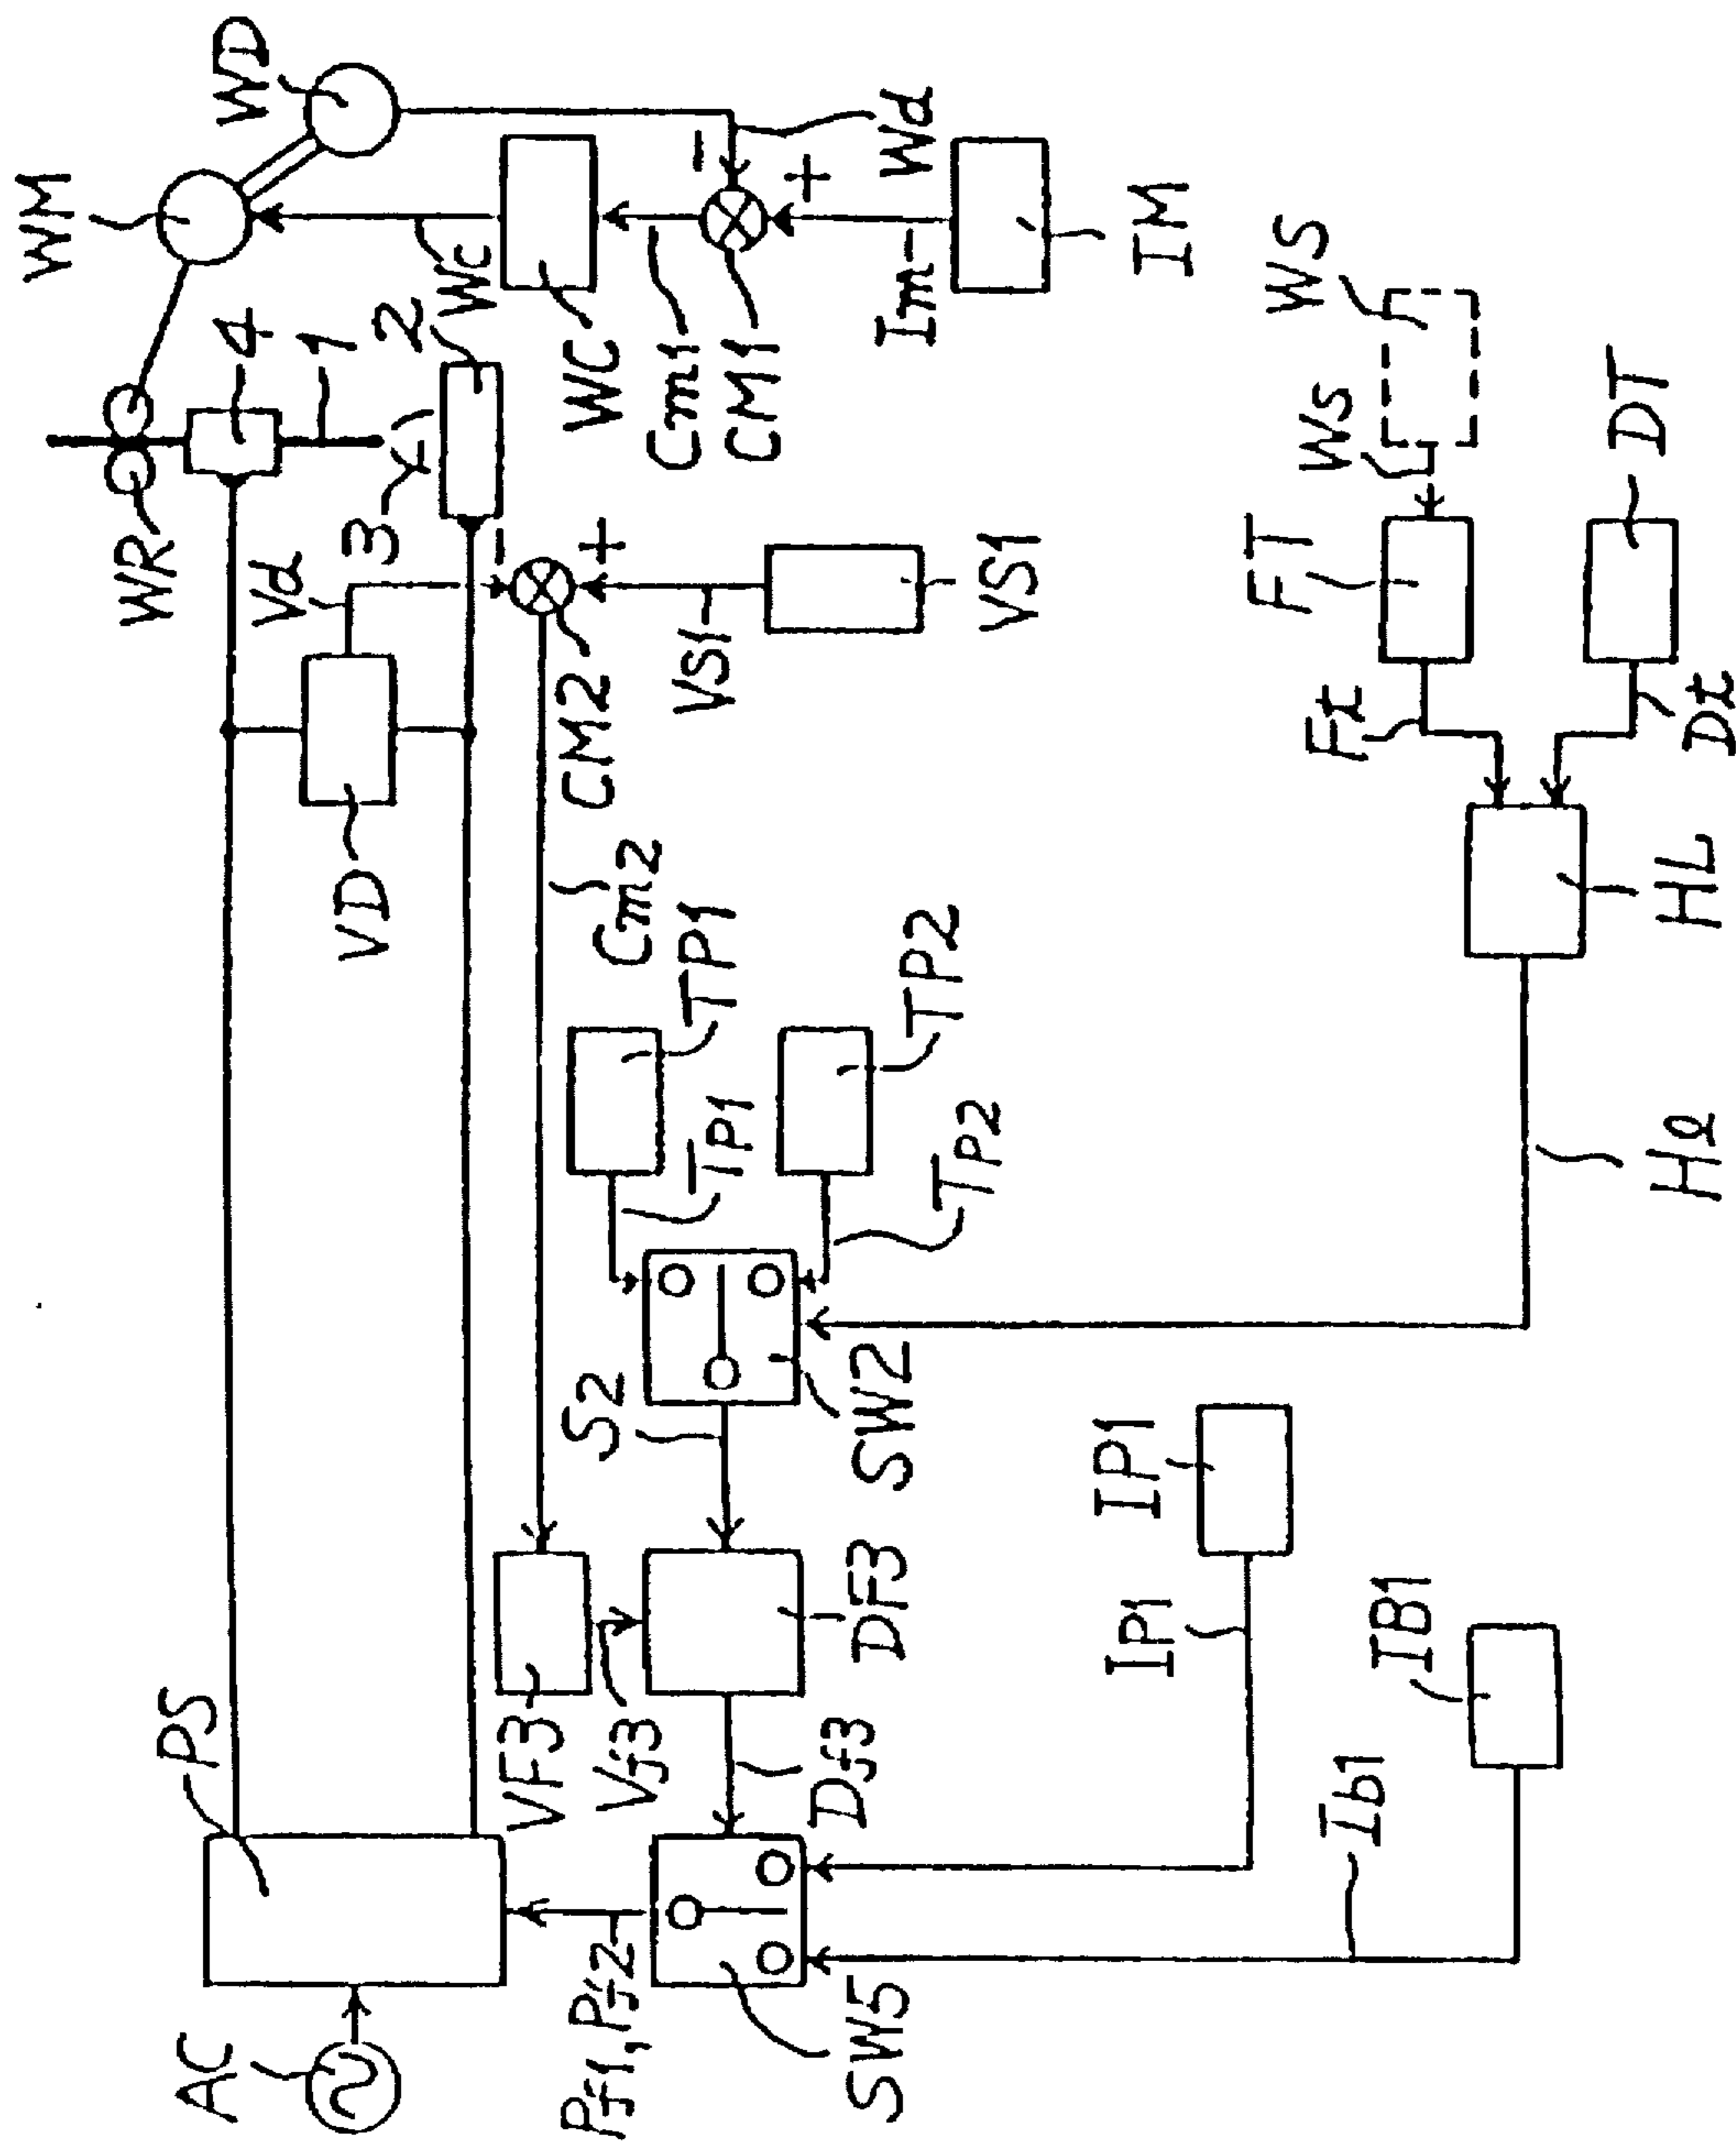 AC
PS
Pf1, Pf2
SW5
VF3
Vf3
DF3
Df3
S2
SW2
IP1
IP1
IB1
Ib1
TP1
TP1
TP2
TP2
Cm2
CM2
VD
Vd
VS1
VS1
-
+
HL
Hl
FT
Ft
DT
Dt
WS
Ws
WR
WM
WD
4
1
2
3
Wc
WC
Cm1
CM1
-
+
Wd
Im
IM